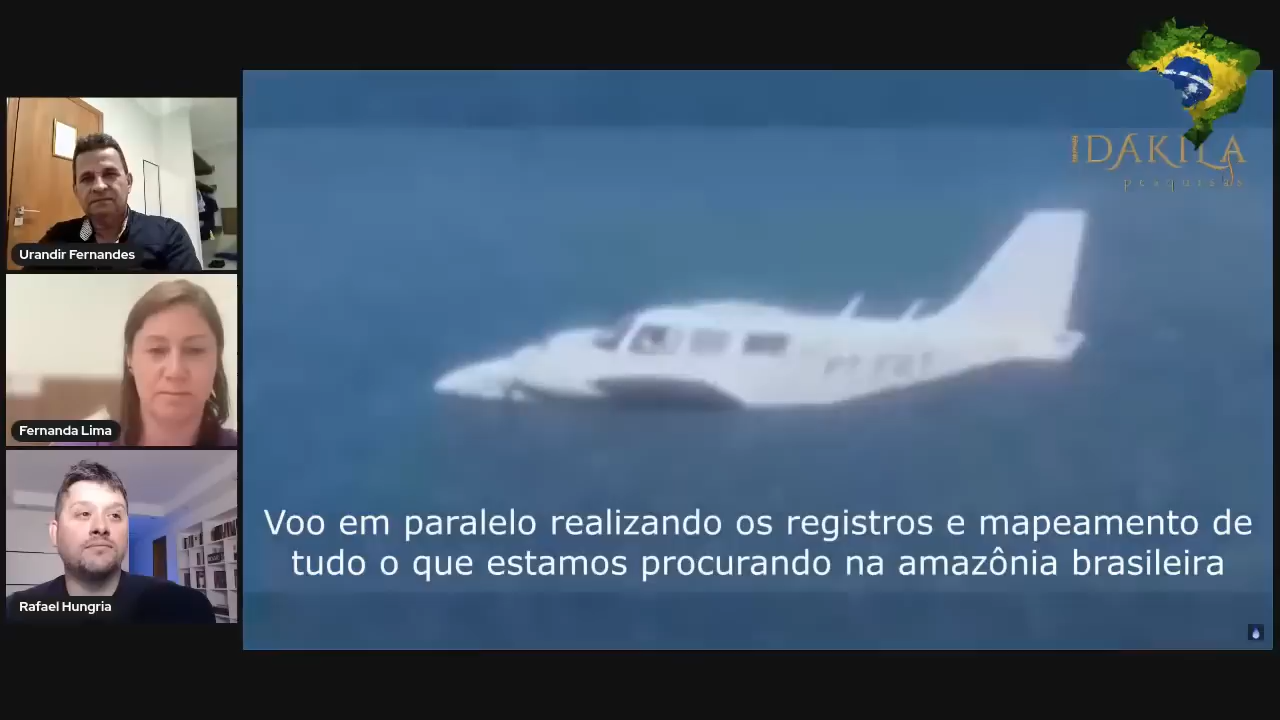 IDAKILA
pesquisas
Urandir Fernandes
Fernanda Lima
Rafael Hungria
Voo em paralelo realizando os registros e mapeamento de
tudo o que estamos procurando na amazônia brasileira